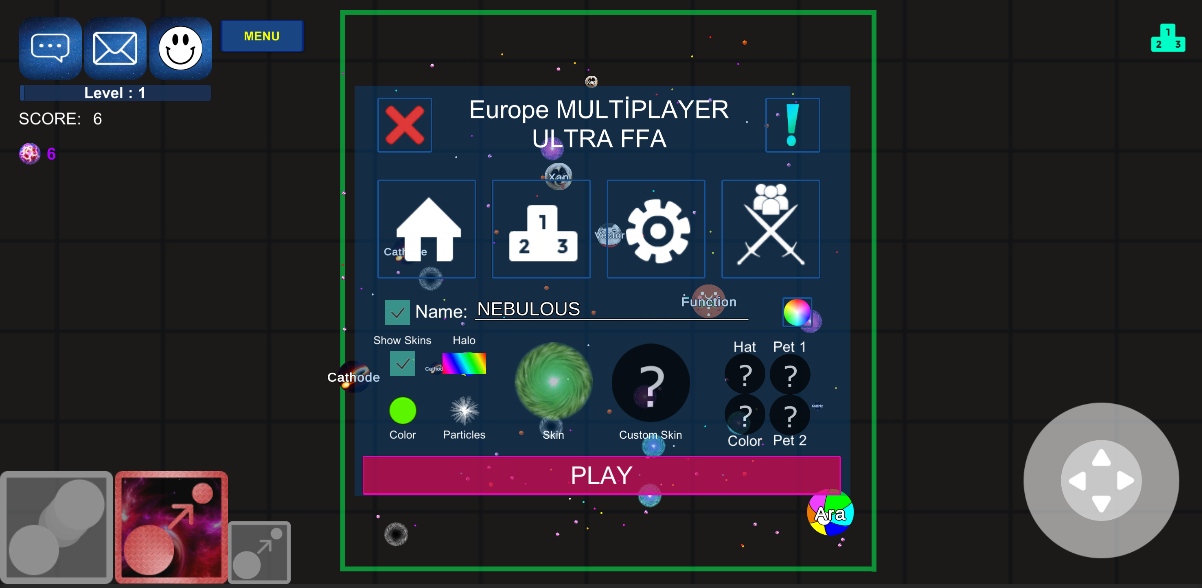 MENU
Level : 1
SCORE: 6
6
Europe MULTİPLAYER
ULTRA FFA
1
2 3
1
2 3
Xan
Cathode
Vektor
Name: NEBULOUS
Function
Show Skins
Halo
Hat
Pet 1
Cathode
?
?
?
?
?
Color
Particles
Skin
Custom Skin
Color
Pet 2
PLAY
Ara